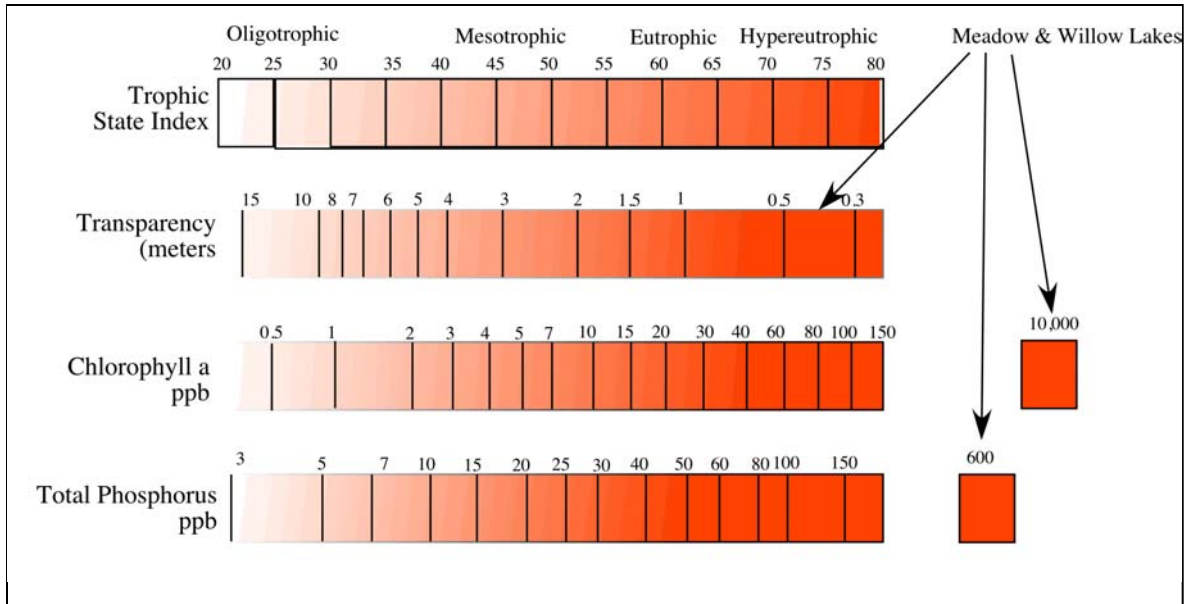 Oligotrophic Mesotrophic Eutrophic Hypereutrophic Meadow & Willow Lakes
20 25 30 35 40 45 50 55 60 65 70 75 80
Trophic
State Index
15 10 8 7 6 5 4 3 2 1.5 1 0.5 0.3
Transparency
(meters
0.5 1 2 3 4 5 7 10 15 20 30 40 60 80 100 150 10,000
Chlorophyll a
ppb
3 5 7 10 15 20 25 30 40 50 60 80 100 150 600
Total Phosphorus
ppb